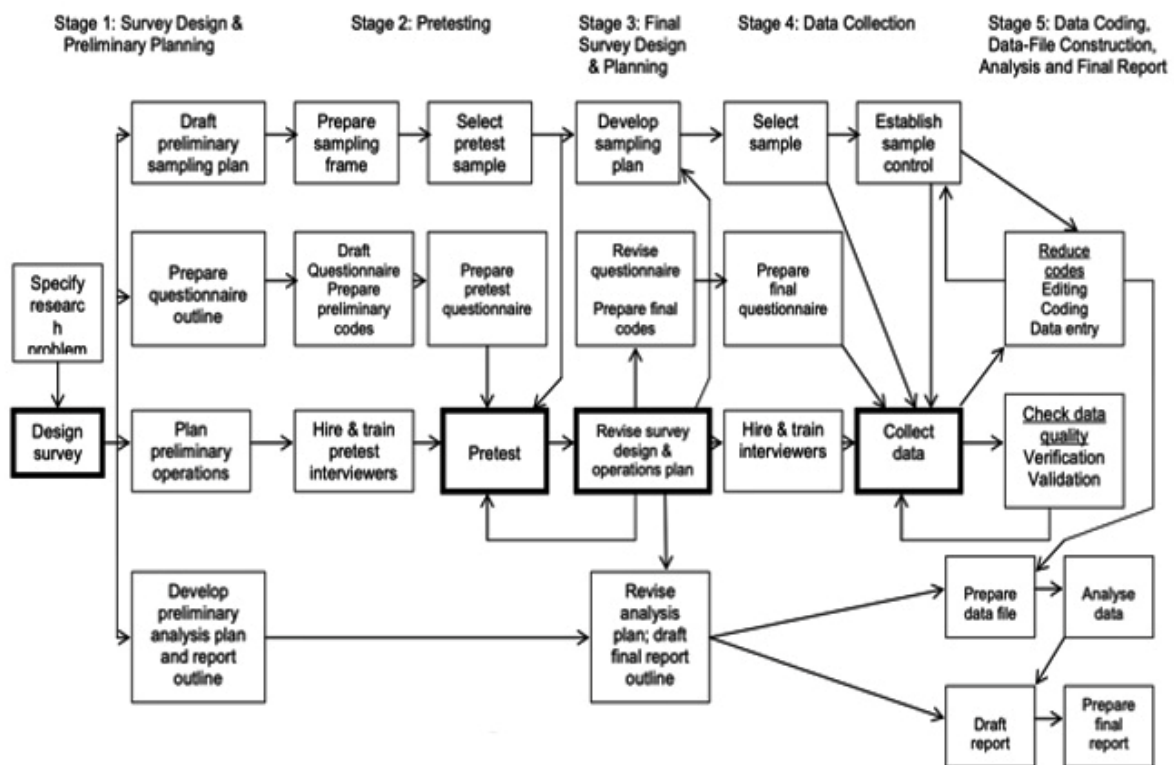 Stage 1: Survey Design &
Preliminary Planning
Stage 2: Pretesting
Stage 3: Final
Survey Design
& Planning
Stage 4: Data Collection
Stage 5: Data Coding,
Data-File Construction,
Analysis and Final Report
Draft
preliminary
sampling plan
Prepare
sampling
frame
Select
pretest
sample
Develop
sampling
plan
Select
sample
Establish
sample
control
Specify
researc
h
problem
Prepare
questionnaire
outline
Draft
Questionnaire
Prepare
preliminary
codes
Prepare
pretest
questionnaire
Revise
questionnaire
Prepare final
codes
Prepare
final
questionnaire
Reduce
codes
Editing
Coding
Data entry
Design
survey
Plan
preliminary
operations
Hire & train
pretest
interviewers
Pretest
Revise survey
design &
operations plan
Hire & train
interviewers
Collect
data
Check data
quality
Verification
Validation
Develop
preliminary
analysis plan
and report
outline
Revise
analysis
plan; draft
final report
outline
Prepare
data file
Analyse
data
Draft
report
Prepare
final
report